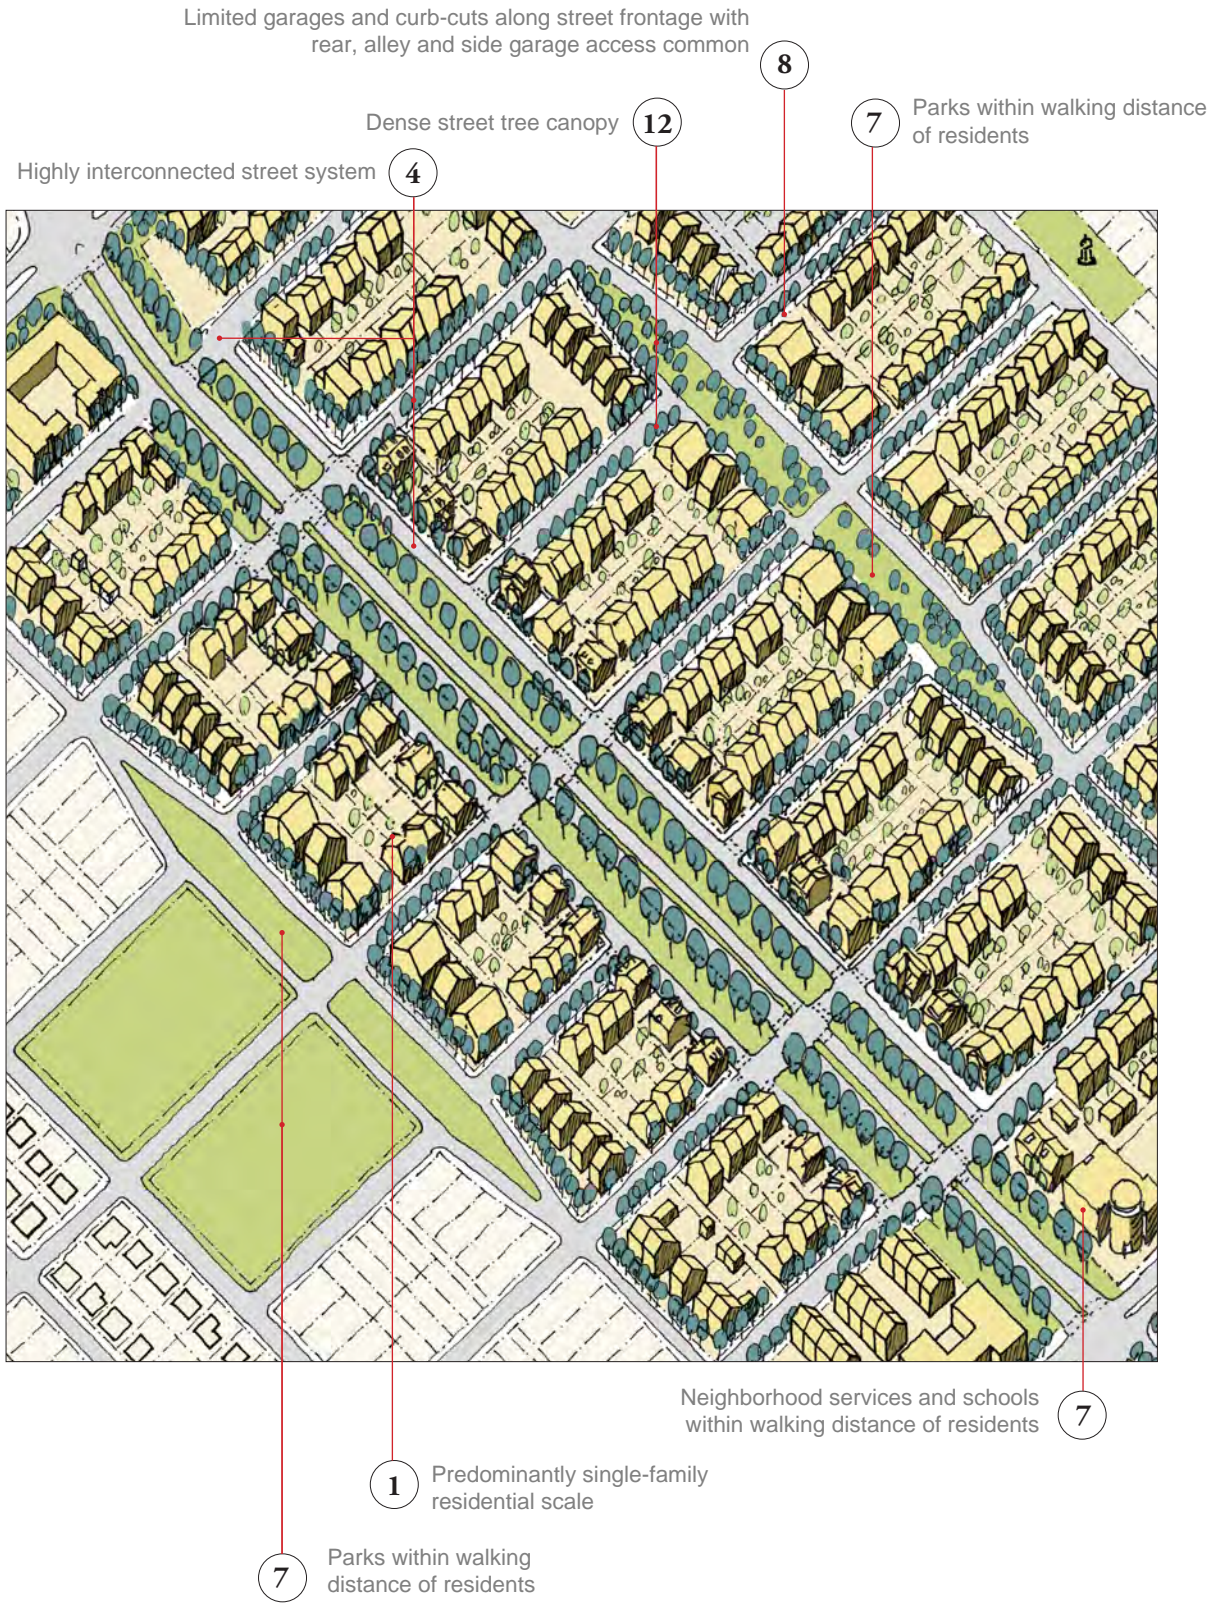 Limited garages and curb-cuts along street frontage with
rear, alley and side garage access common
8
Dense street tree canopy
12
7
Parks within walking distance
of residents
Highly interconnected street system
4
Neighborhood services and schools
within walking distance of residents
7
1
Predominantly single-family
residential scale
7
Parks within walking
distance of residents